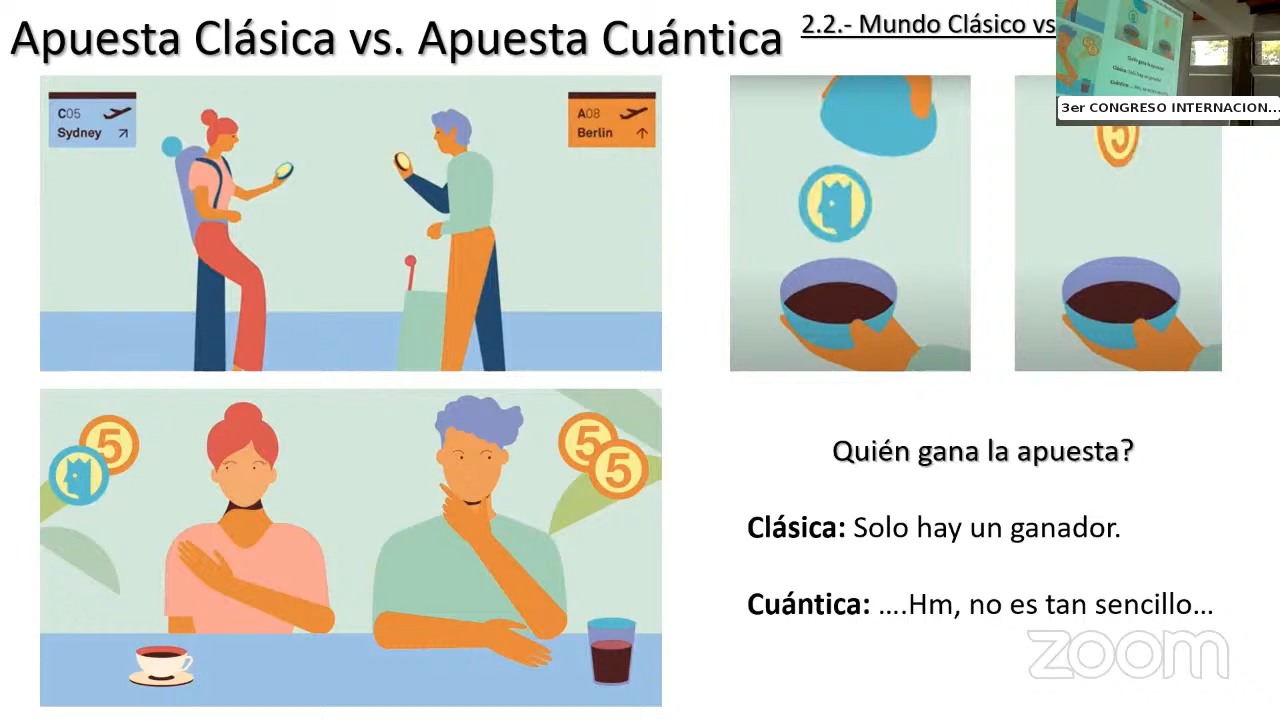 Apuesta Clásica vs. Apuesta Cuántica
2.2.- Mundo Clásico vs
3er CONGRESO INTERNACION...
C05
Sydney
A08
Berlin
5
5
5
5
Quién gana la apuesta?
Clásica: Solo hay un ganador.
Cuántica: ....Hm, no es tan sencillo...
zoom